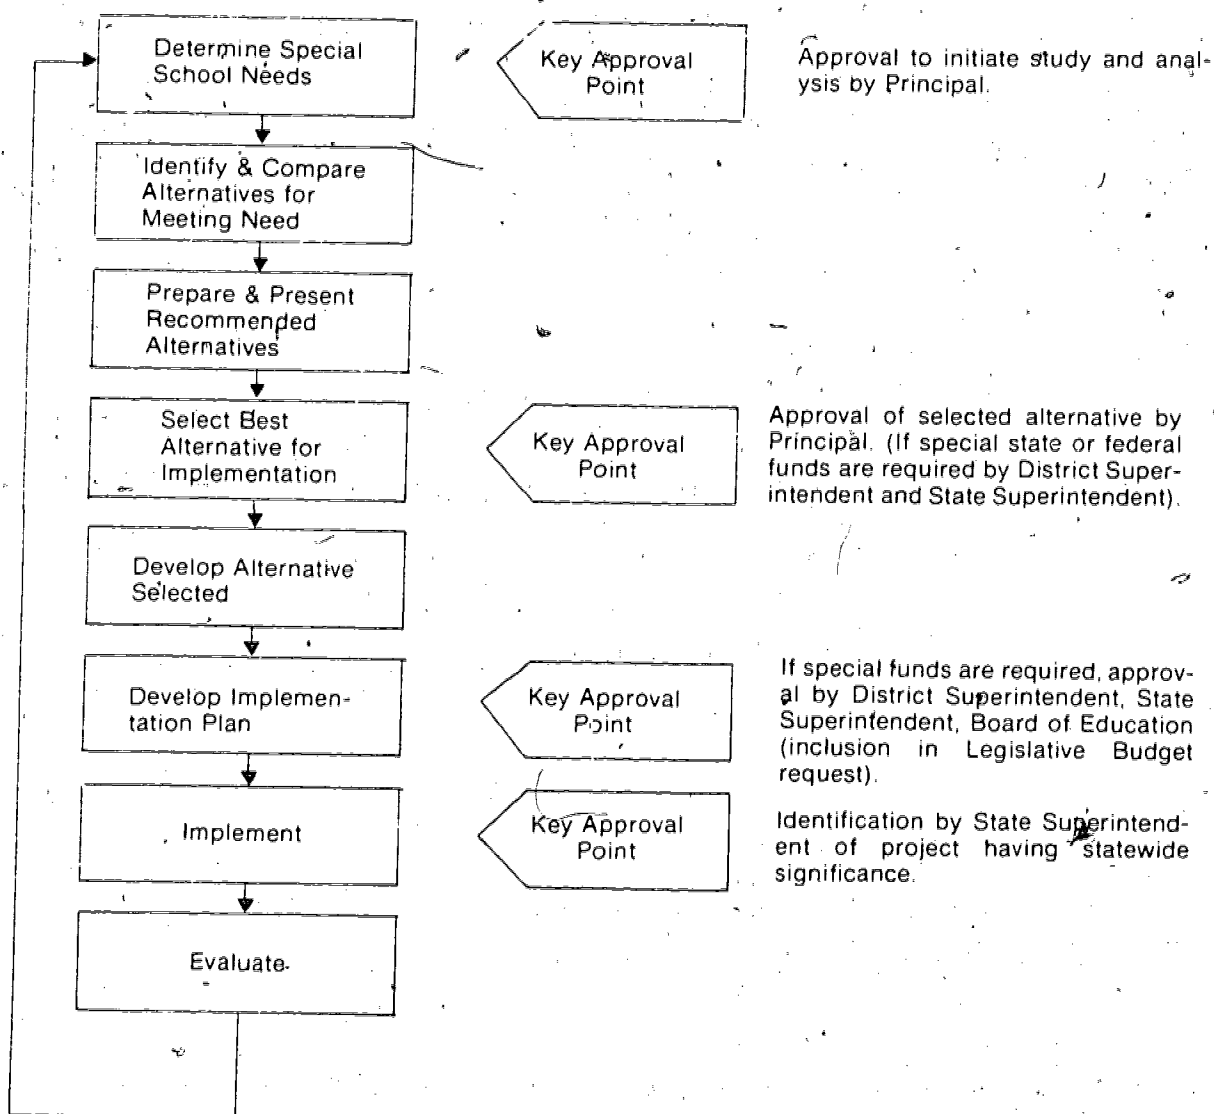 Determine Special
School Needs
Key Approval
Point
Approval to initiate study and anal-
ysis by Principal.
Identify & Compare
Alternatives for
Meeting Need
Prepare & Present
Recommended
Alternatives
Select Best
Alternative for
Implementation
Key Approval
Point
Approval of selected alternative by
Principal. (If special state or federal
funds are required by District Super-
intendent and State Superintendent).
Develop Alternative
Selected
Develop Implemen-
tation Plan
Key Approval
Point
If special funds are required, approv-
al by District Superintendent, State
Superintendent, Board of Education
(inclusion in Legislative Budget
request).
Implement
Key Approval
Point
Identification by State Superintend-
ent of project having statewide
significance.
Evaluate